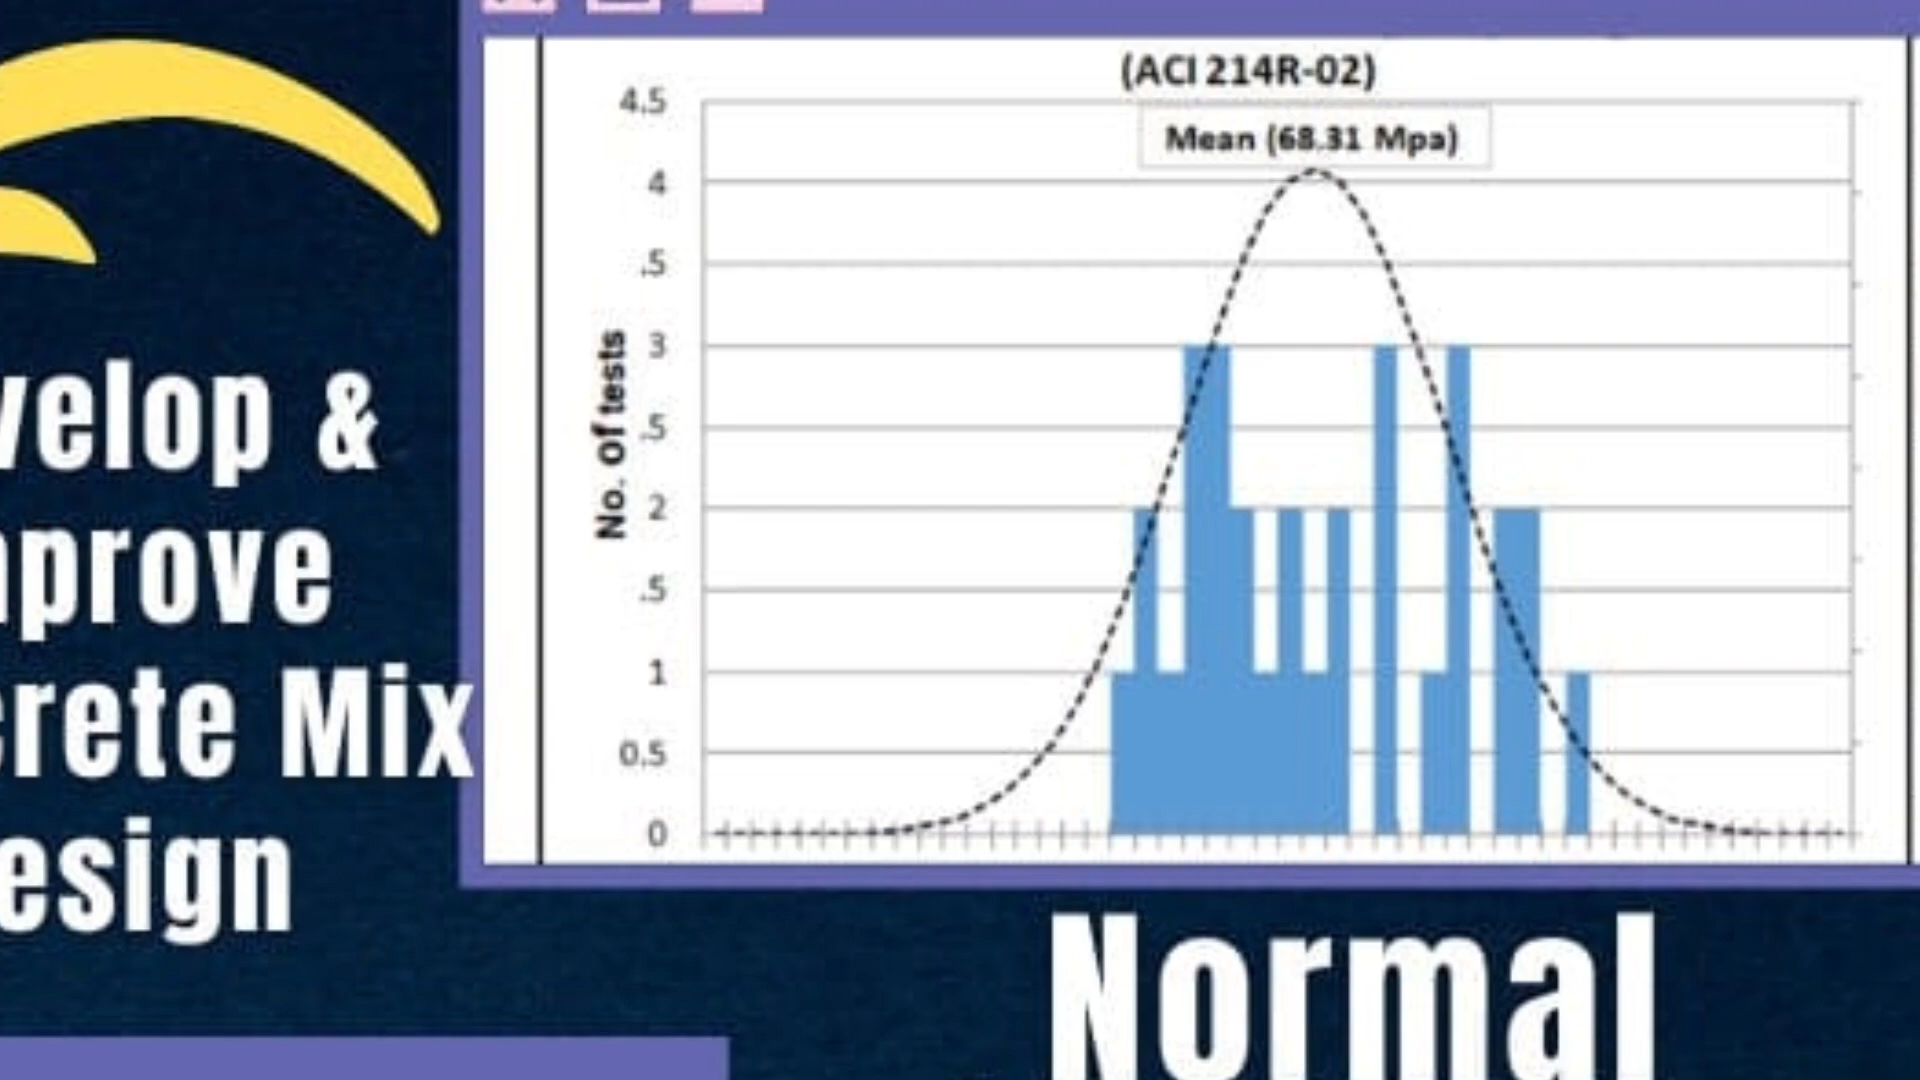 velop &
prove
crete Mix
esign
(ACI 214R-02)
Mean (68.31 Mpa)
No. Of tests
4.5
4
.5
3
.5
2
.5
1
0.5
0
Normal